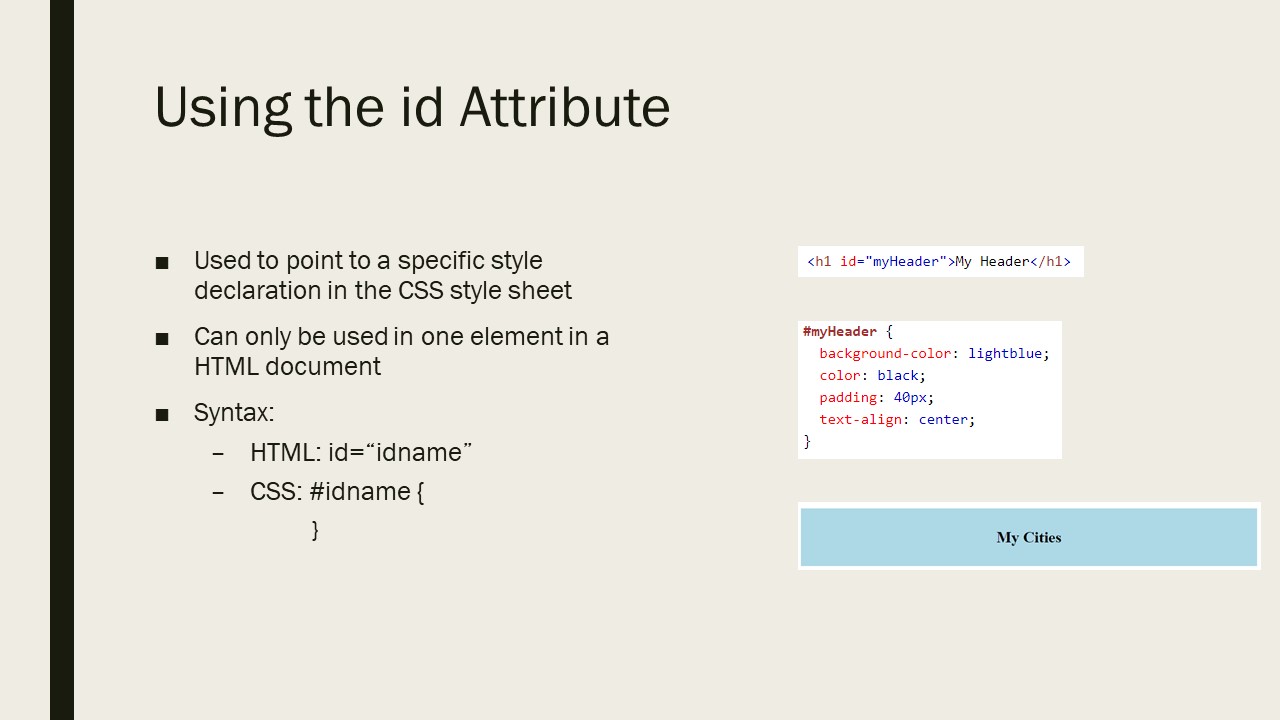 Using the id Attribute
■ Used to point to a specific style
declaration in the CSS style sheet
■ Can only be used in one element in a
HTML document
■ Syntax:
– HTML: id=“idname”
– CSS: #idname {
}
<h1 id="myHeader">My Header</h1>
#myHeader {
  background-color: lightblue;
  color: black;
  padding: 40px;
  text-align: center;
}
My Cities